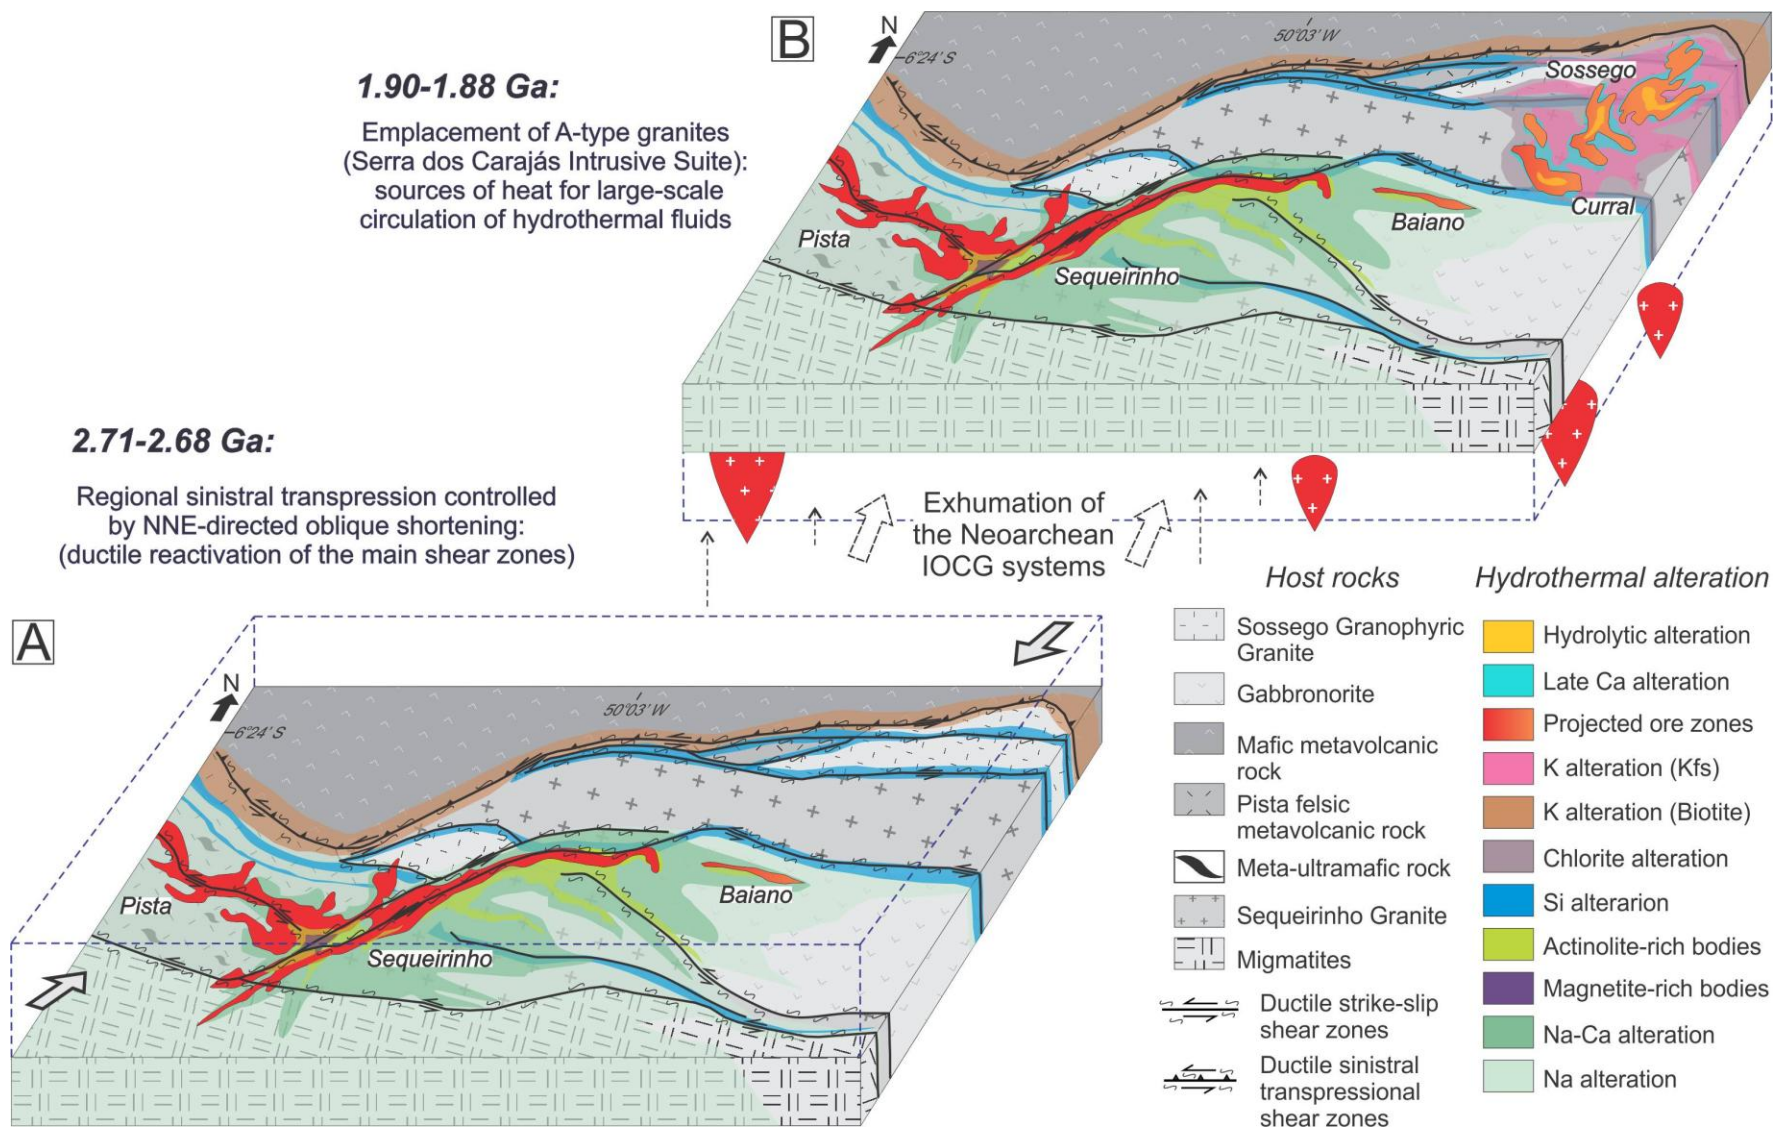 B
N
6°24' S
50°03' W
1.90-1.88 Ga:
Emplacement of A-type granites
(Serra dos Carajás Intrusive Suite):
sources of heat for large-scale
circulation of hydrothermal fluids
Sossego
Curral
Baiano
Pista
Sequeirinho
2.71-2.68 Ga:
Regional sinistral transpression controlled
by NNE-directed oblique shortening:
(ductile reactivation of the main shear zones)
Exhumation of
the Neoarchean
IOCG systems
A
N
6°24' S
50°03' W
Pista
Sequeirinho
Baiano
Host rocks
Sossego Granophyric
Granite
Gabbronorite
Mafic metavolcanic
rock
Pista felsic
metavolcanic rock
Meta-ultramafic rock
Sequeirinho Granite
Migmatites
Ductile strike-slip
shear zones
Ductile sinistral
transpressional
shear zones
Hydrothermal alteration
Hydrolytic alteration
Late Ca alteration
Projected ore zones
K alteration (Kfs)
K alteration (Biotite)
Chlorite alteration
Si alterarion
Actinolite-rich bodies
Magnetite-rich bodies
Na-Ca alteration
Na alteration